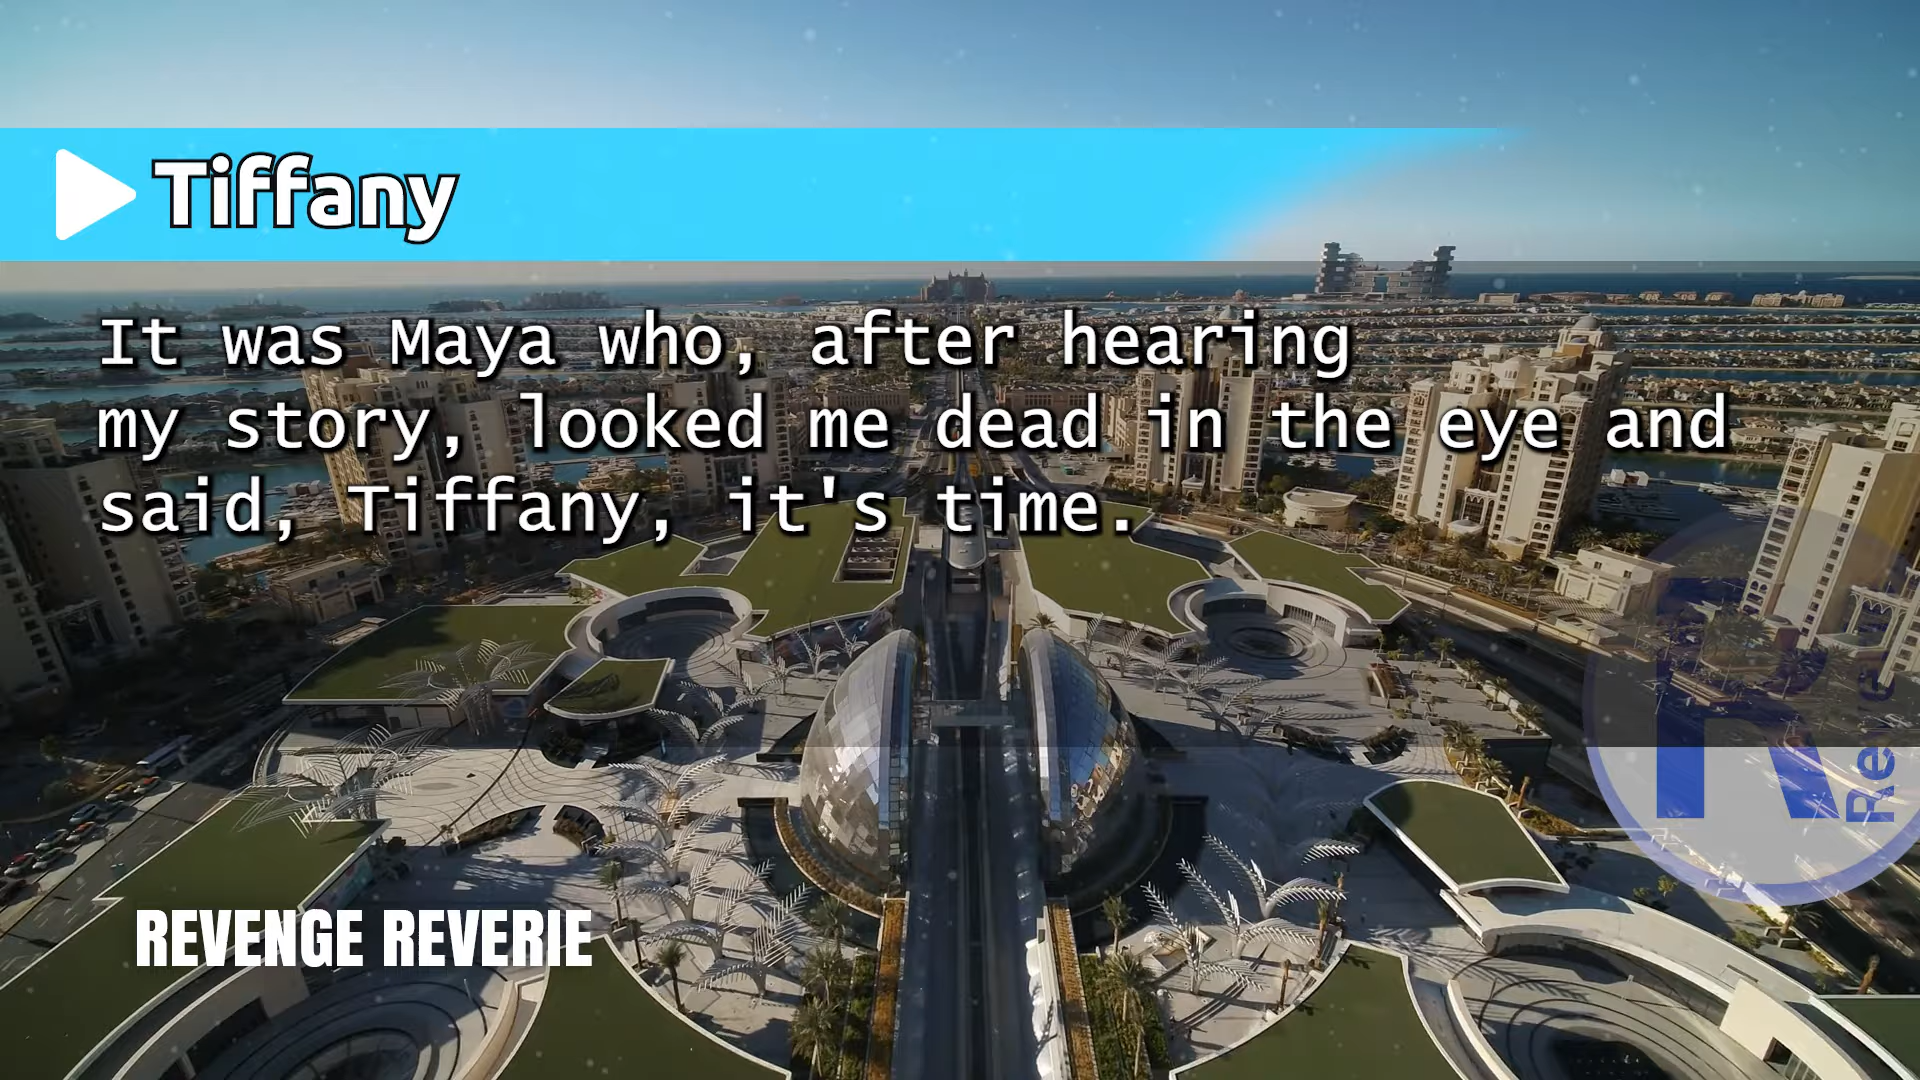 Tiffany
It was Maya who, after hearing
my story, looked me dead in the eye and
said, Tiffany, it's time.
R
REVENGE REVERIE